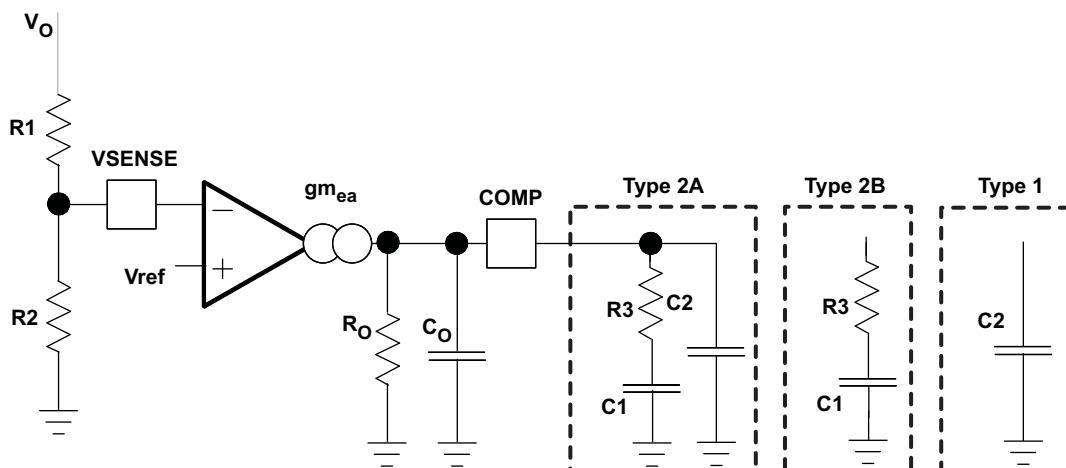 VO
R1
VSENSE
gmea
COMP
Type 2A
Type 2B
Type 1
Vref
R2
RO
CO
R3
C2
C1
R3
C1
C2
−
+